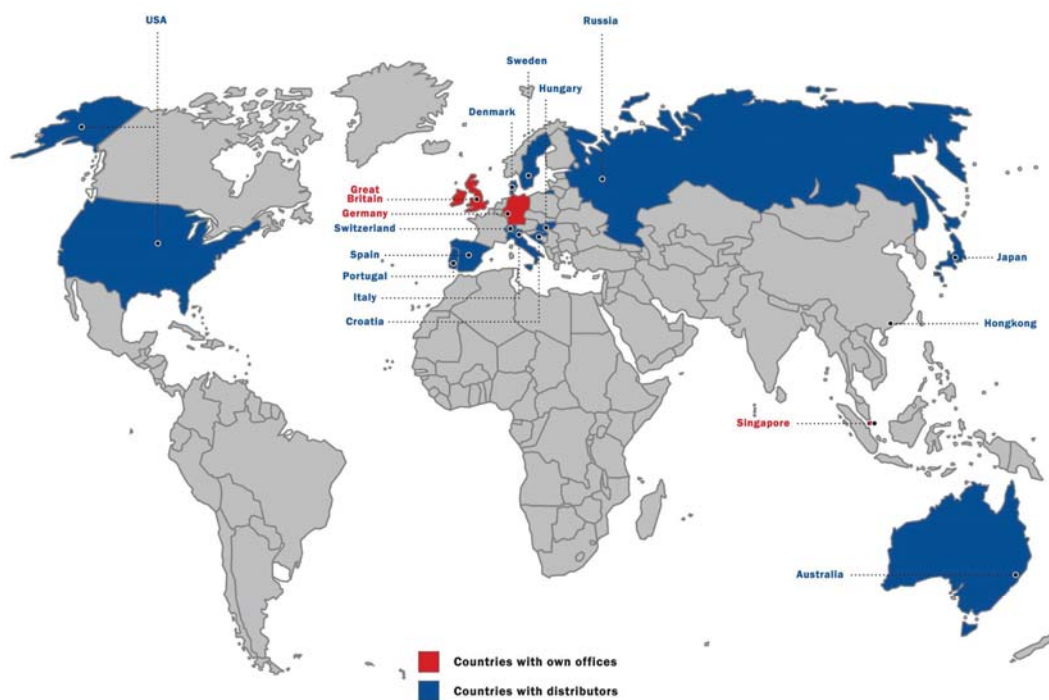 USA
Russia
Sweden
Hungary
Denmark
Great
Britain
Germany
Switzerland
Spain
Portugal
Italy
Croatia
Japan
Hongkong
Singapore
Australia
Countries with own offices
Countries with distributors